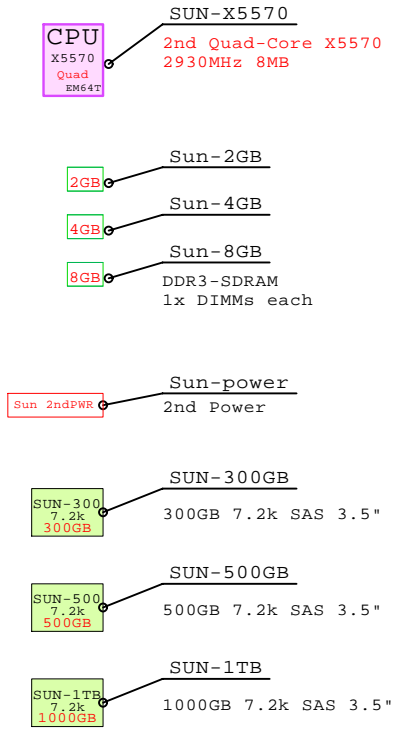 SUN-X5570
CPU
X5570
Quad
EM64T
2nd Quad-Core X5570
2930MHz 8MB
Sun-2GB
2GB
Sun-4GB
4GB
Sun-8GB
8GB
DDR3-SDRAM
1x DIMMs each
Sun-power
Sun 2ndPWR
2nd Power
SUN-300GB
SUN-300
7.2k
300GB
300GB 7.2k SAS 3.5"
SUN-500GB
SUN-500
7.2k
500GB
500GB 7.2k SAS 3.5"
SUN-1TB
SUN-1TB
7.2k
1000GB
1000GB 7.2k SAS 3.5"